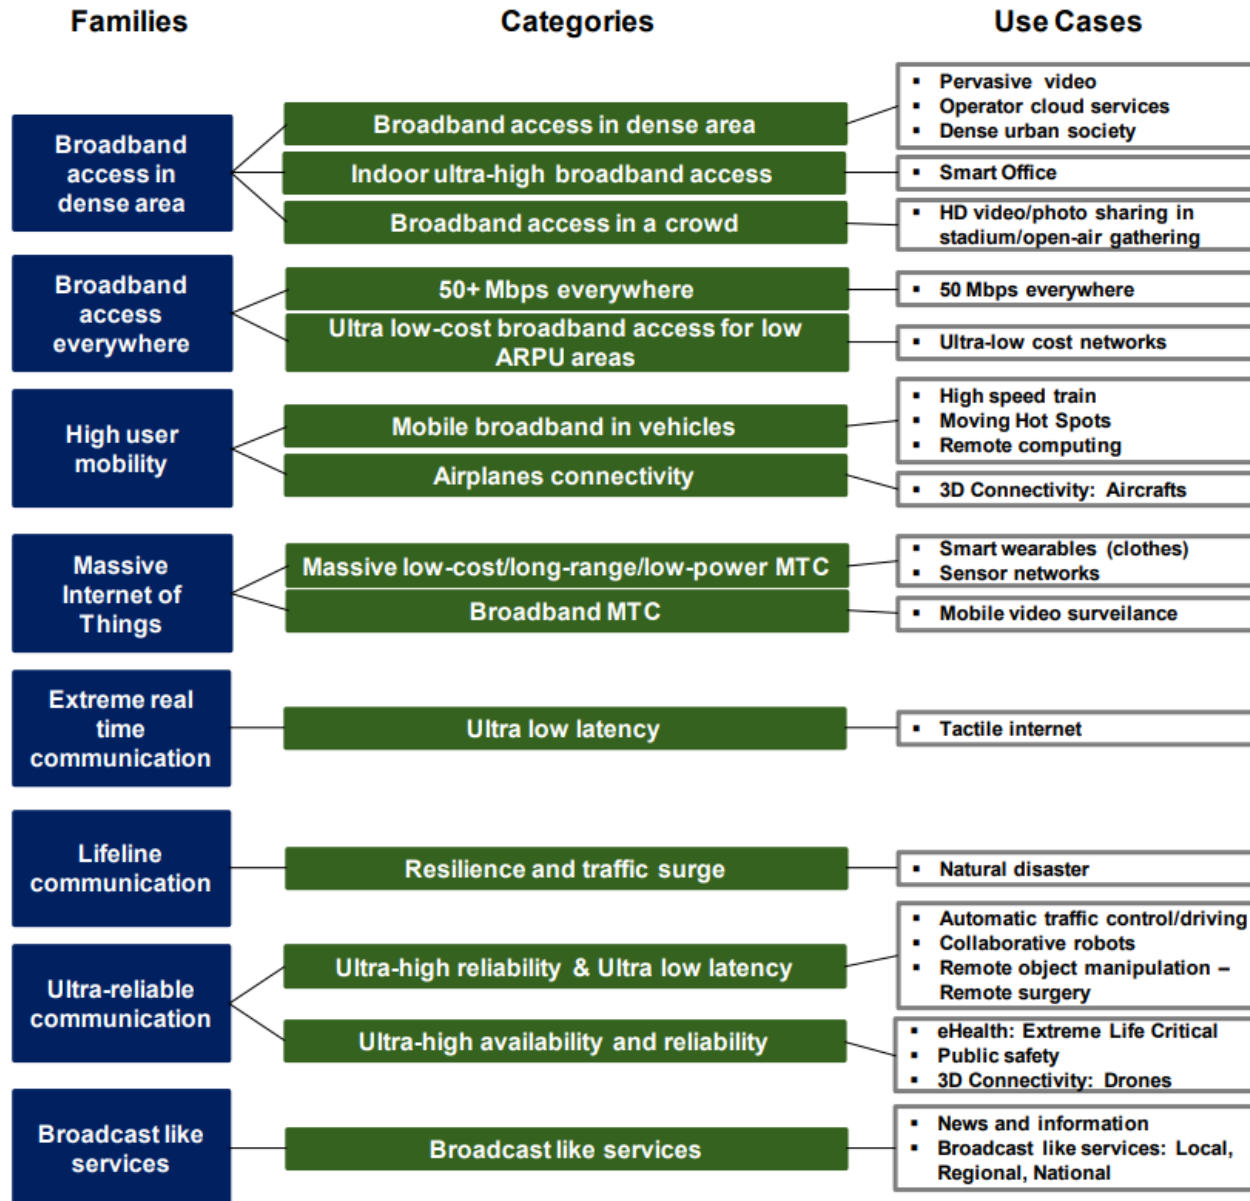 Families
Categories
Use Cases
Broadband
access in
dense area
Broadband access in dense area
▪ Pervasive video
▪ Operator cloud services
▪ Dense urban society
Indoor ultra-high broadband access
▪ Smart Office
Broadband access in a crowd
▪ HD video/photo sharing in
stadium/open-air gathering
Broadband
access
everywhere
50+ Mbps everywhere
▪ 50 Mbps everywhere
Ultra low-cost broadband access for low
ARPU areas
▪ Ultra-low cost networks
High user
mobility
Mobile broadband in vehicles
▪ High speed train
▪ Moving Hot Spots
▪ Remote computing
Airplanes connectivity
▪ 3D Connectivity: Aircrafts
Massive
Internet of
Things
Massive low-cost/long-range/low-power MTC
▪ Smart wearables (clothes)
▪ Sensor networks
Broadband MTC
▪ Mobile video surveilance
Extreme real
time
communication
Ultra low latency
▪ Tactile internet
Lifeline
communication
Resilience and traffic surge
▪ Natural disaster
Ultra-reliable
communication
Ultra-high reliability & Ultra low latency
▪ Automatic traffic control/driving
▪ Collaborative robots
▪ Remote object manipulation –
Remote surgery
Ultra-high availability and reliability
▪ eHealth: Extreme Life Critical
▪ Public safety
▪ 3D Connectivity: Drones
Broadcast like
services
Broadcast like services
▪ News and information
▪ Broadcast like services: Local,
Regional, National